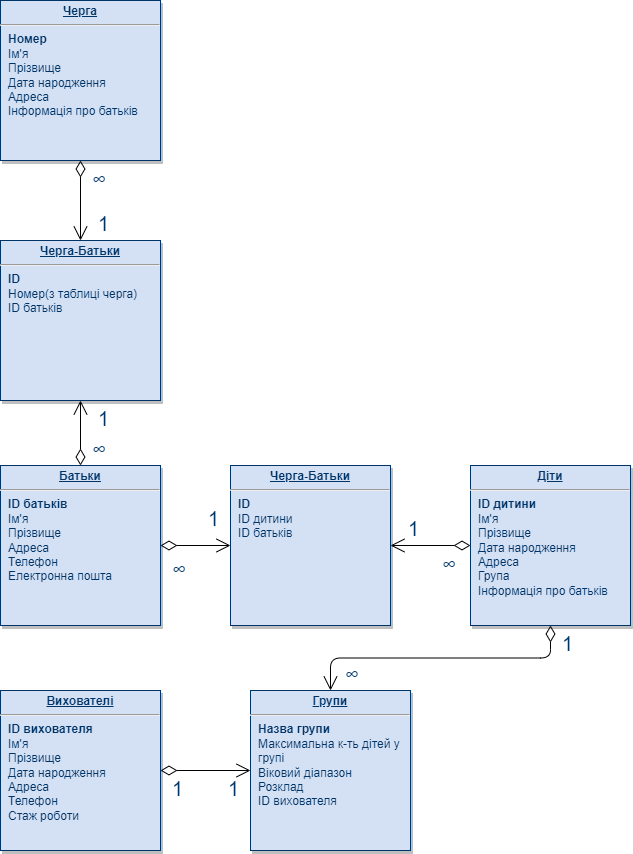 Черга
Номер
Ім'я
Прізвище
Дата народження
Адреса
Інформація про батьків
∞
1
Черга-Батьки
ID
Номер(з таблиці черга)
ID батьків
1
∞
Батьки
ID батьків
Ім'я
Прізвище
Адреса
Телефон
Електронна пошта
1
∞
Черга-Батьки
ID
ID дитини
ID батьків
1
∞
Діти
ID дитини
Ім'я
Прізвище
Дата народження
Адреса
Група
Інформація про батьків
1
∞
Вихователі
ID вихователя
Ім'я
Прізвище
Дата народження
Адреса
Телефон
Стаж роботи
1
1
Групи
Назва групи
Максимальна к-ть дітей у
групі
Віковий діапазон
Розклад
ID вихователя